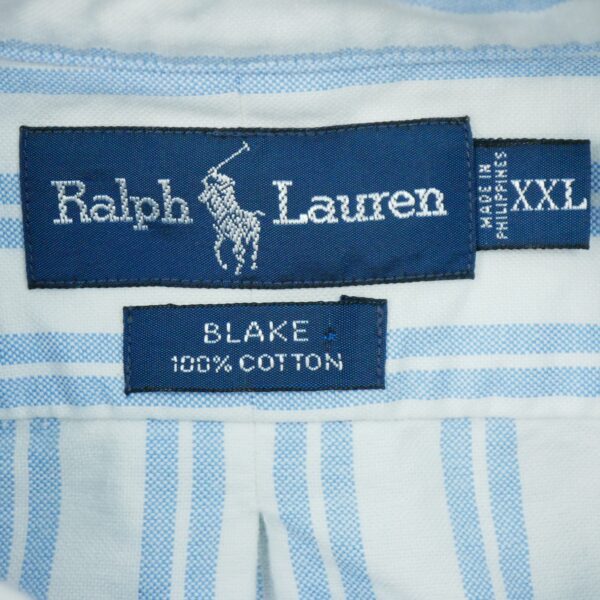 Ralph Lauren
MADE IN
PHILIPPINES
XXL
BLAKE
100% COTTON